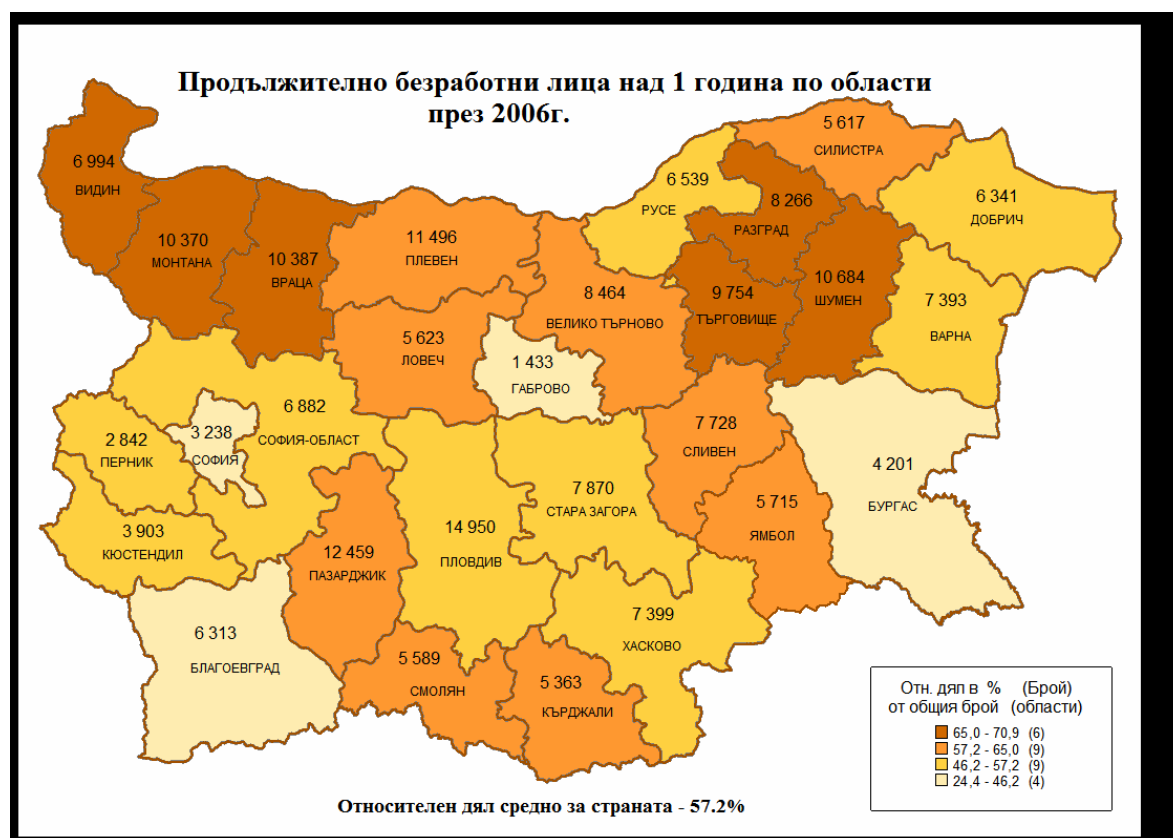 Продължително безработни лица над 1 година по области
през 2006г.
5 617
СИЛИСТРА
6 994
ВИДИН
6 539
РУСЕ
8 266
РАЗГРАД
6 341
ДОБРИЧ
10 370
МОНТАНА
10 387
ВРАЦА
11 496
ПЛЕВЕН
8 464
ВЕЛИКО ТЪРНОВО
9 754
ТЪРГОВИЩЕ
10 684
ШУМЕН
7 393
ВАРНА
5 623
ЛОВЕЧ
1 433
ГАБРОВО
6 882
СОФИЯ-ОБЛАСТ
3 238
СОФИЯ
2 842
ПЕРНИК
7 728
СЛИВЕН
4 201
БУРГАС
7 870
СТАРА ЗАГОРА
5 715
ЯМБОЛ
3 903
КЮСТЕНДИЛ
12 459
ПАЗАРДЖИК
14 950
ПЛОВДИВ
6 313
БЛАГОЕВГРАД
7 399
ХАСКОВО
5 589
СМОЛЯН
5 363
КЪРДЖАЛИ
Отн. дял в % (Брой)
от общия брой (области)
65,0 - 70,9 (6)
57,2 - 65,0 (9)
46,2 - 57,2 (9)
24,4 - 46,2 (4)
Относителен дял средно за страната - 57.2%